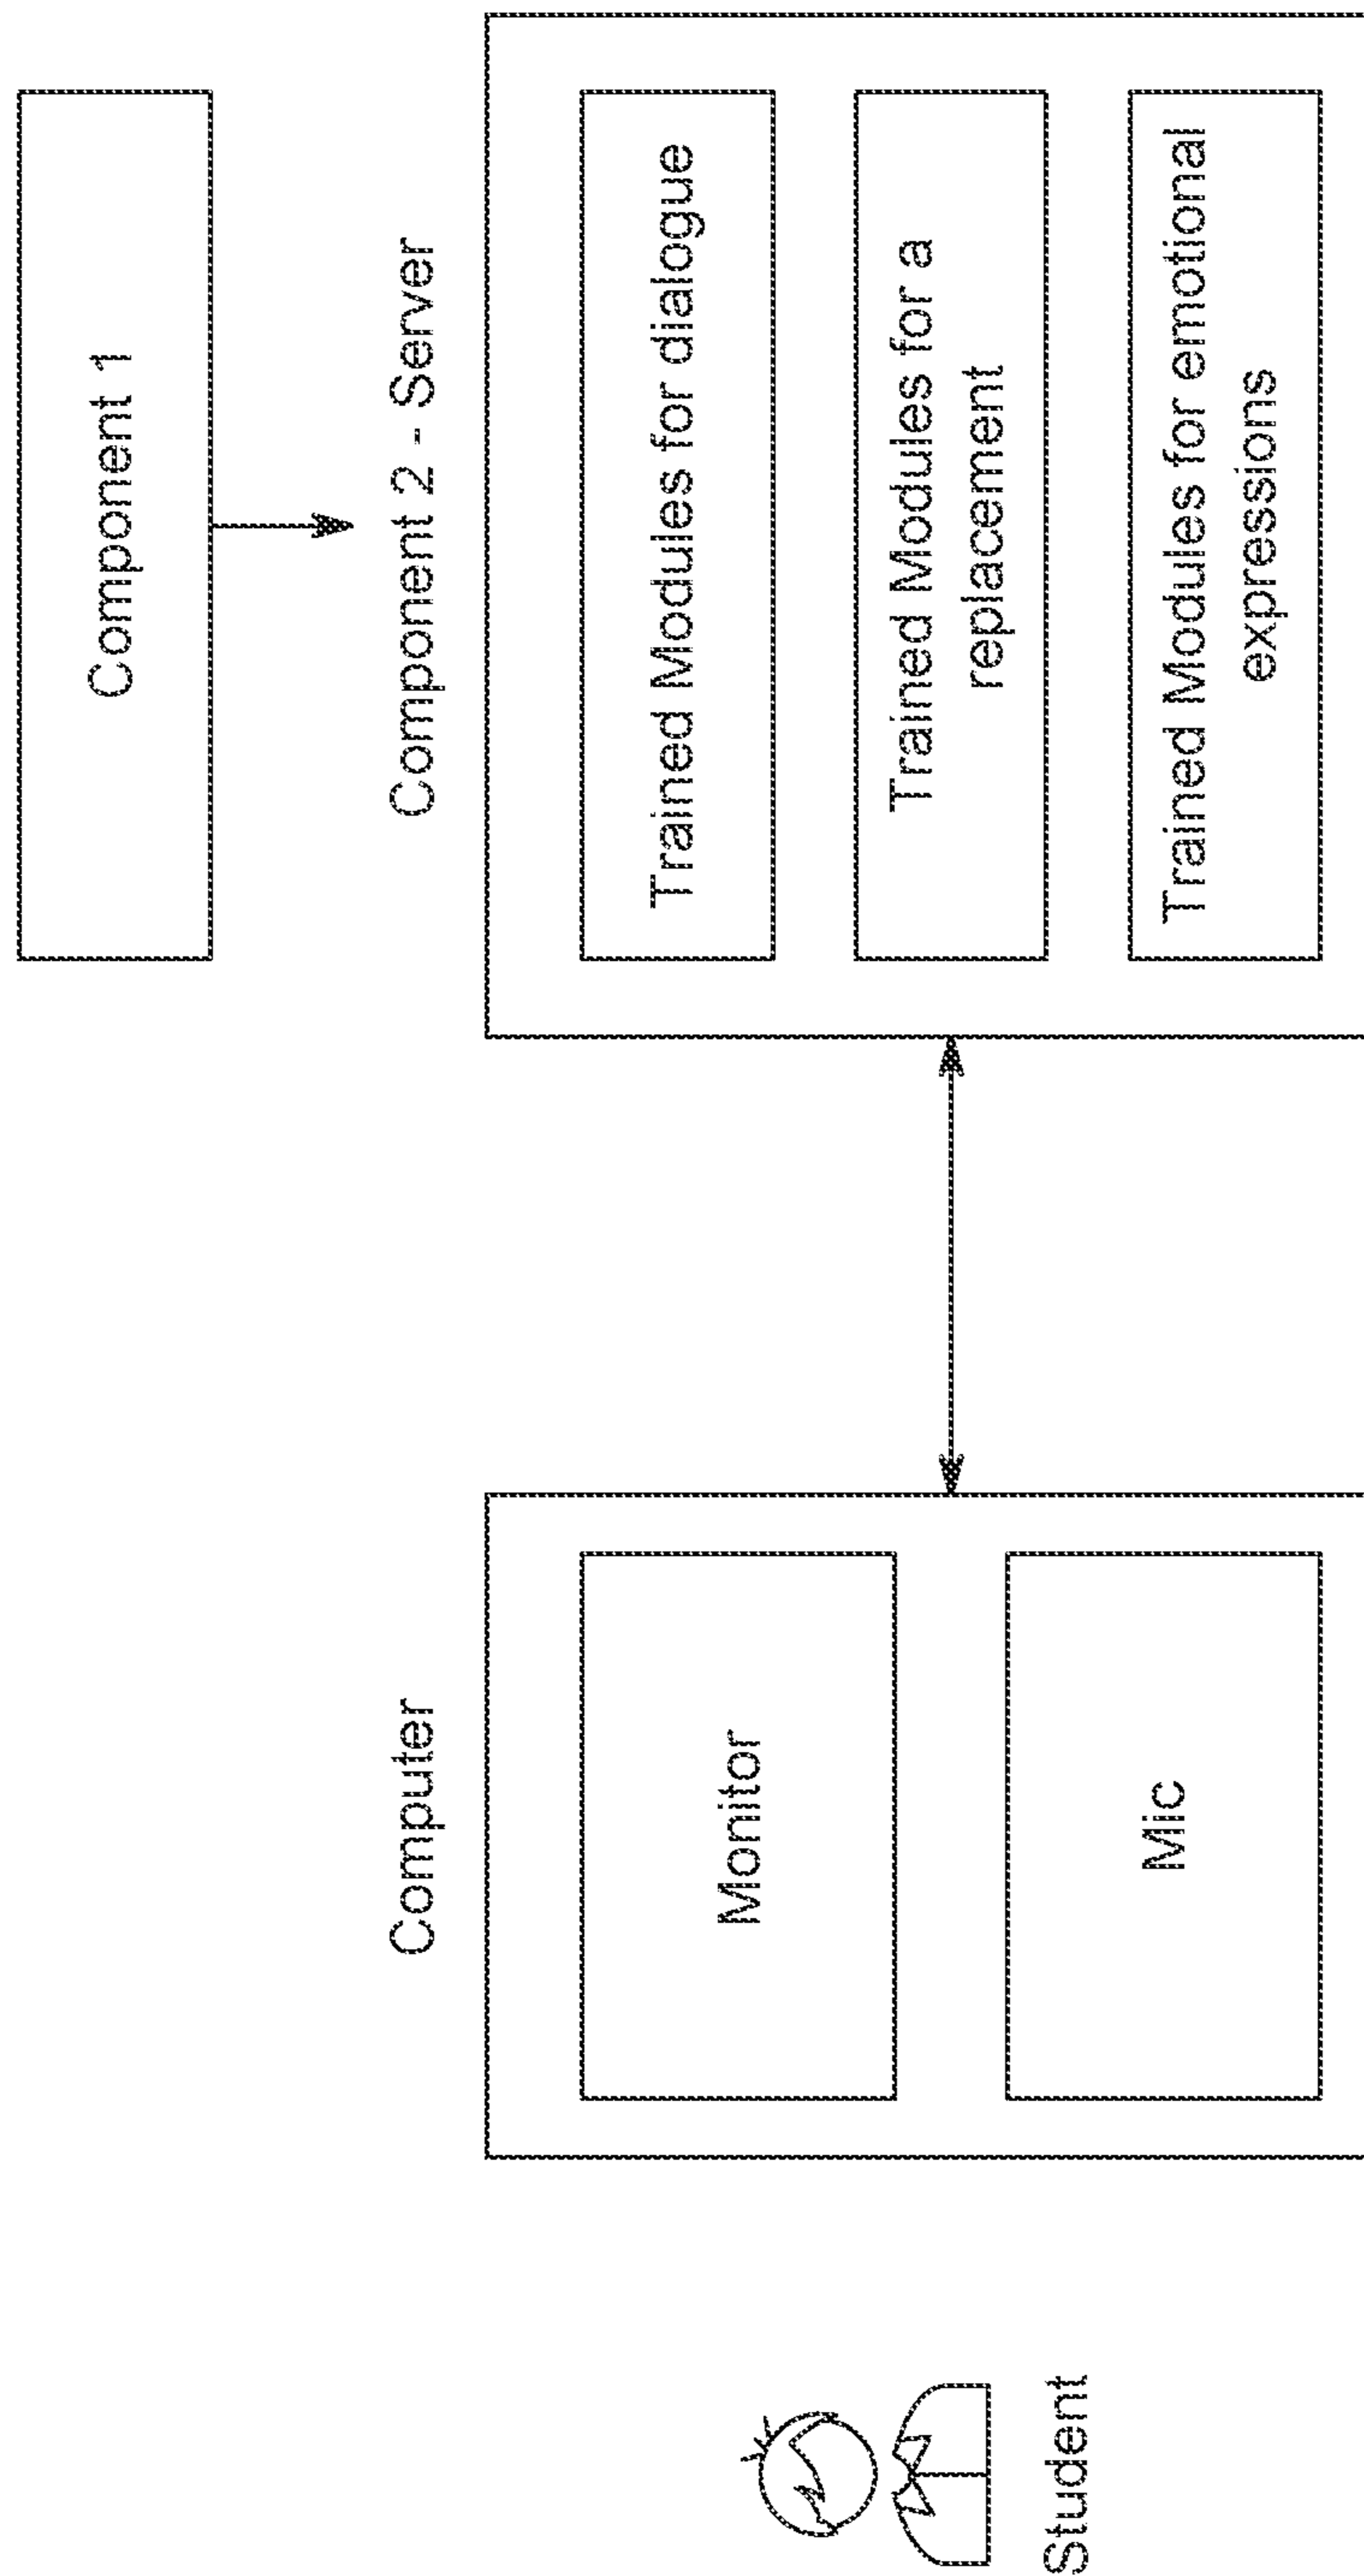 Component 1
Component 2 - Server
Trained Modules for dialogue
Trained Modules for a
replacement
Trained Modules for emotional
expressions
Computer
Monitor
Mic
Student